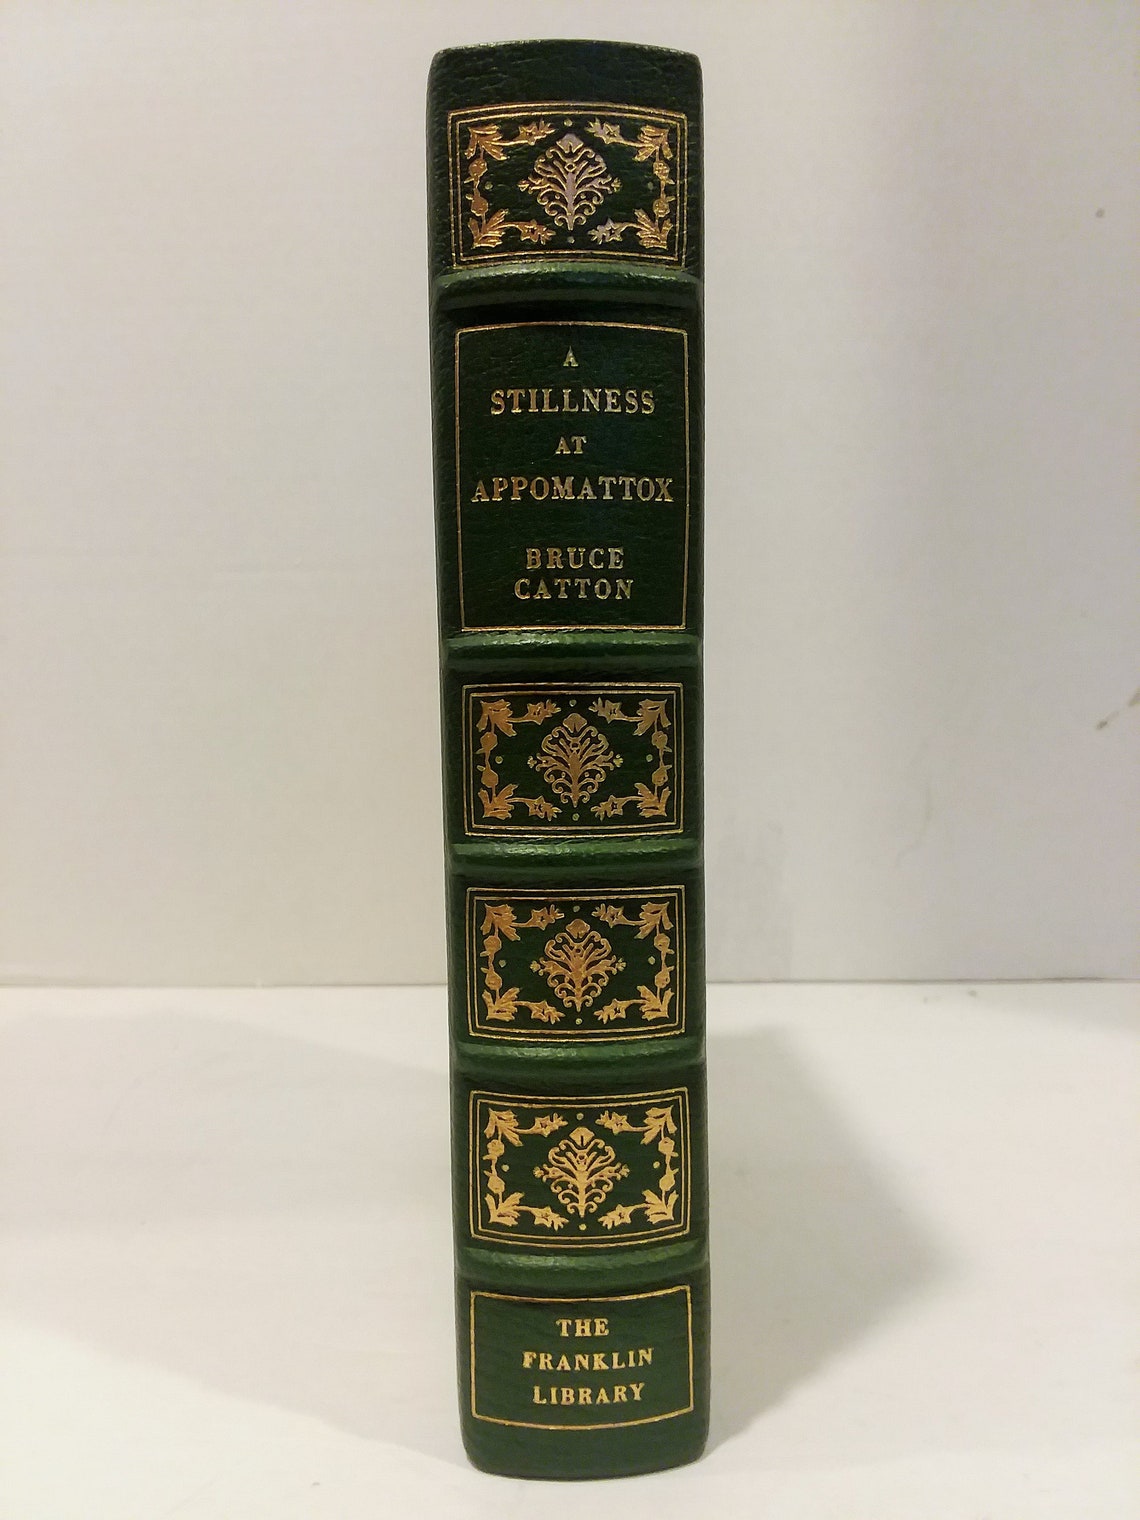 A
STILLNESS
AT
APPOMATTOX
BRUCE
CATTON
THE
FRANKLIN
LIBRARY